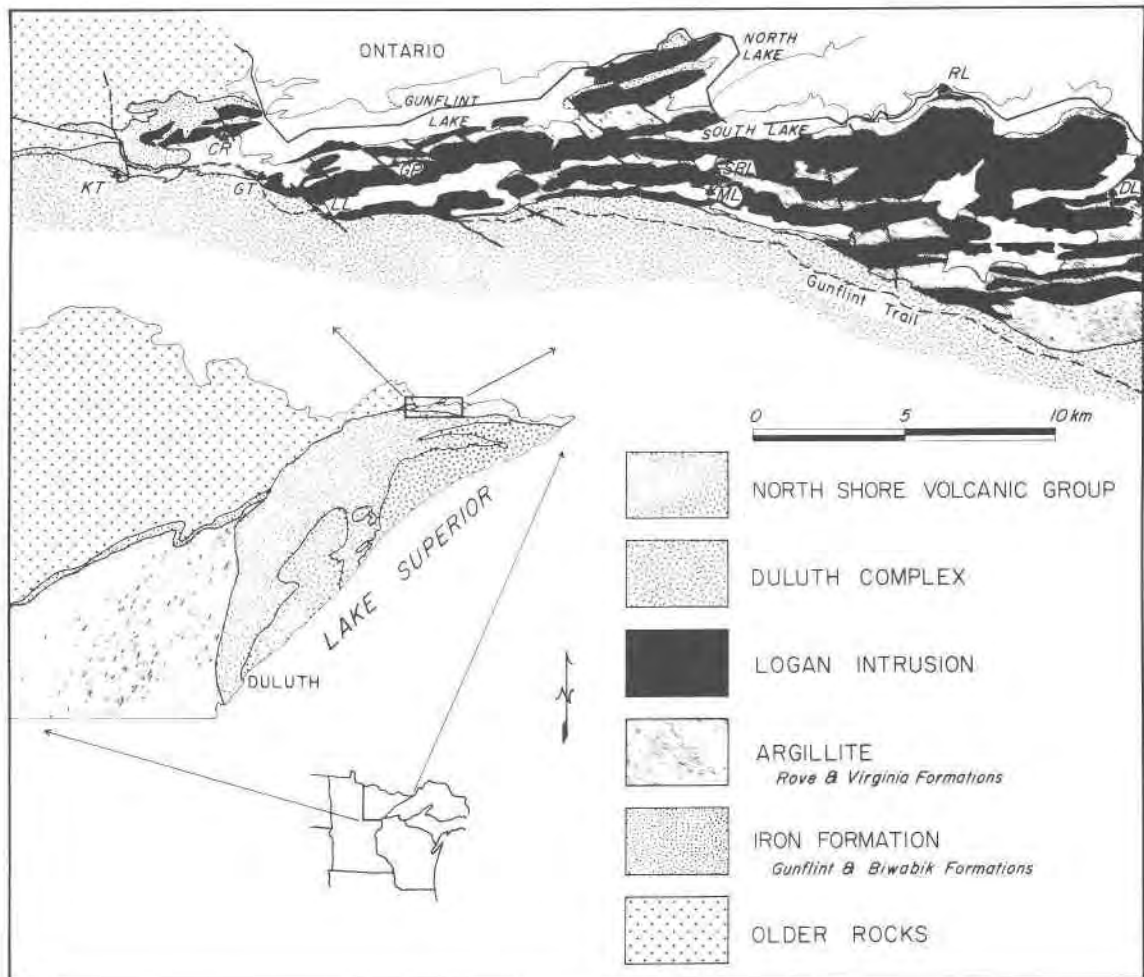 ONTARIO
NORTH
LAKE
RL
GUNFLINT
LAKE
SOUTH LAKE
CR
GP
SRL
KT
GT
LL
ML
DL
Gunflint Trail
0 5 10 km
NORTH SHORE VOLCANIC GROUP
LAKE SUPERIOR
DULUTH COMPLEX
N
LOGAN INTRUSION
DULUTH
ARGILLITE
Rove & Virginia Formations
IRON FORMATION
Gunflint & Biwabik Formations
OLDER ROCKS